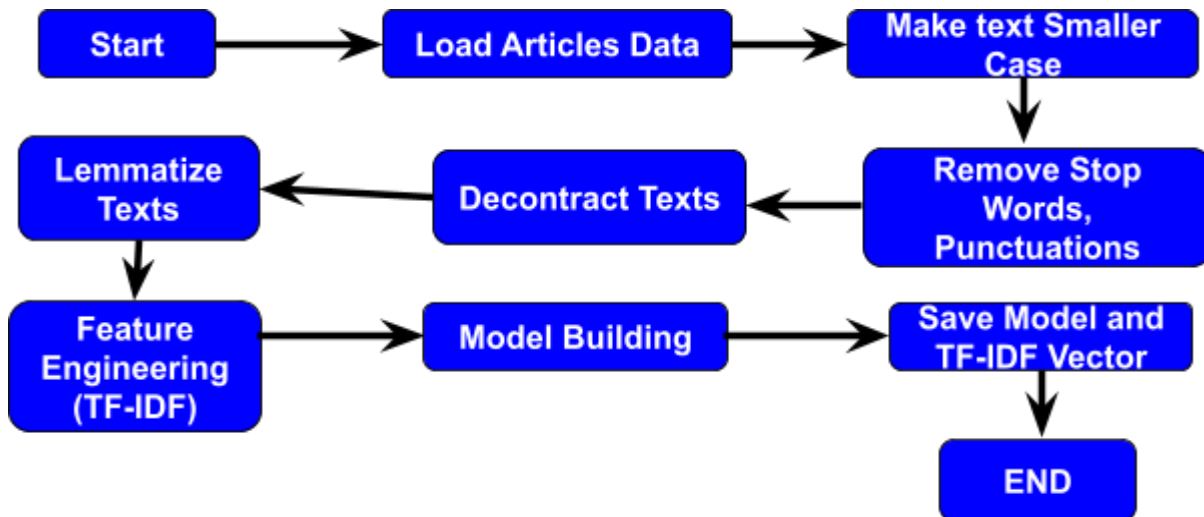 Start
Load Articles Data
Make text Smaller
Case
Remove Stop
Words,
Punctuations
Decontract Texts
Lemmatize
Texts
Feature
Engineering
(TF-IDF)
Model Building
Save Model and
TF-IDF Vector
END